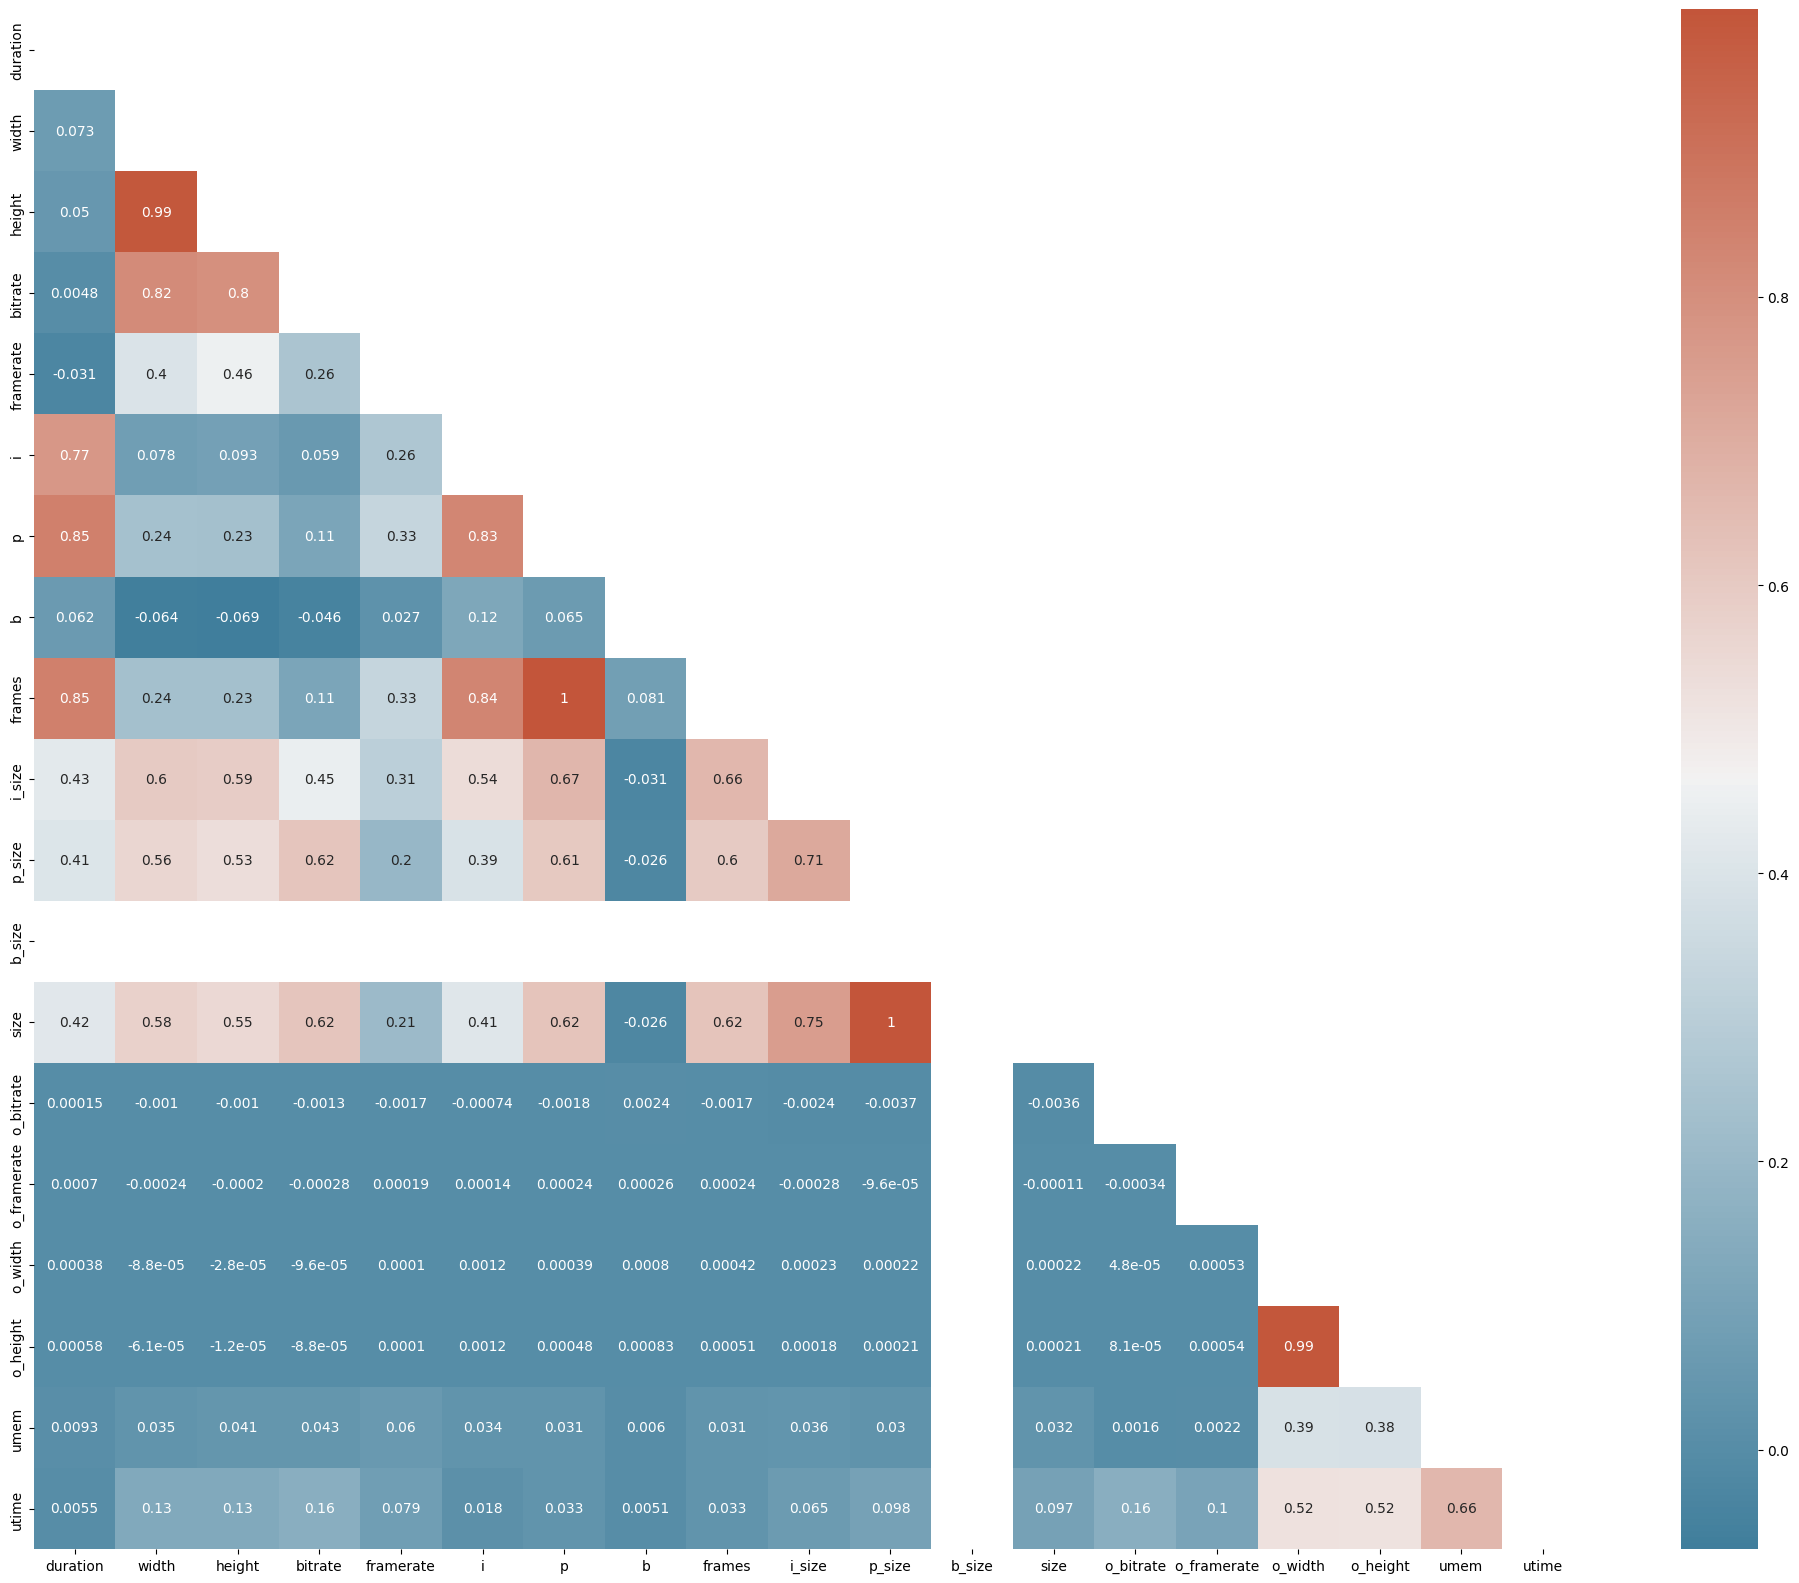 duration
width 0.073
height 0.05 0.99
bitrate 0.0048 0.82 0.8
framerate -0.031 0.4 0.46 0.26
i 0.77 0.078 0.093 0.059 0.26
p 0.85 0.24 0.23 0.11 0.33 0.83
b 0.062 -0.064 -0.069 -0.046 0.027 0.12 0.065
frames 0.85 0.24 0.23 0.11 0.33 0.84 1 0.081
i_size 0.43 0.6 0.59 0.45 0.31 0.54 0.67 -0.031 0.66
p_size 0.41 0.56 0.53 0.62 0.2 0.39 0.61 -0.026 0.6 0.71
b_size
size 0.42 0.58 0.55 0.62 0.21 0.41 0.62 -0.026 0.62 0.75 1
o_bitrate 0.00015 -0.001 -0.001 -0.0013 -0.0017 -0.00074 -0.0018 0.0024 -0.0017 -0.0024 -0.0037 -0.0036
o_framerate 0.0007 -0.00024 -0.0002 -0.00028 0.00019 0.00014 0.00024 0.00026 0.00024 -0.00028 -9.6e-05 -0.00011 -0.00034
o_width 0.00038 -8.8e-05 -2.8e-05 -9.6e-05 0.0001 0.0012 0.00039 0.0008 0.00042 0.00023 0.00022 0.00022 4.8e-05 0.00053
o_height 0.00058 -6.1e-05 -1.2e-05 -8.8e-05 0.0001 0.0012 0.00048 0.00083 0.00051 0.00018 0.00021 0.00021 8.1e-05 0.00054 0.99
umem 0.0093 0.035 0.041 0.043 0.06 0.034 0.031 0.006 0.031 0.036 0.03 0.032 0.0016 0.0022 0.39 0.38
utime 0.0055 0.13 0.13 0.16 0.079 0.018 0.033 0.0051 0.033 0.065 0.098 0.097 0.16 0.1 0.52 0.52 0.66
duration width height bitrate framerate i p b frames i_size p_size b_size size o_bitrate o_framerate o_width o_height umem utime
0.8
0.6
0.4
0.2
0.0